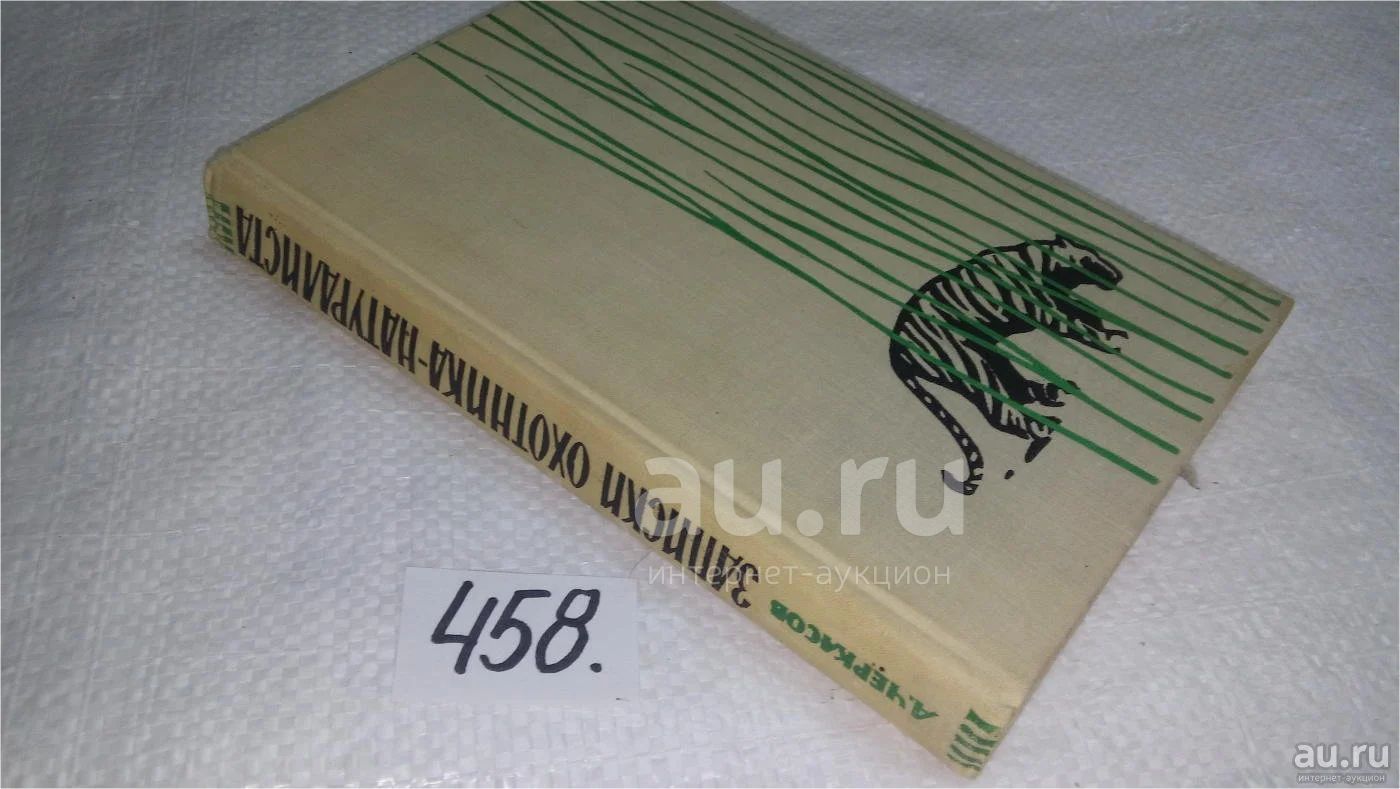 А. ЧЕРКАСОВ ЗАПИСКИ ОХОТНИКА-НАТУРАЛИСТА
458.
au.ru
интернет-аукцион
au.ru
интернет-аукцион